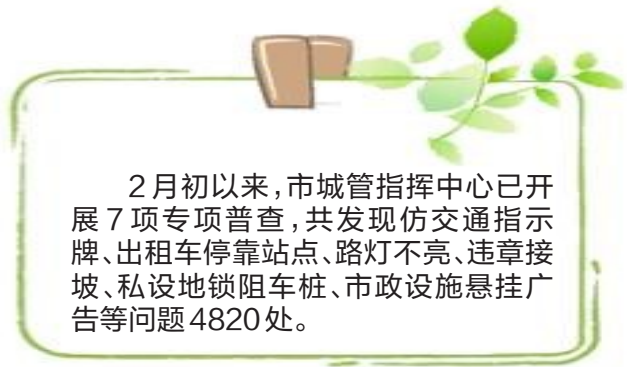 2月初以来,市城管指挥中心已开
展7项专项普查,共发现仿交通指示
牌、出租车停靠站点、路灯不亮、违章接
坡、私设地锁阻车桩、市政设施悬挂广
告等问题4820处。